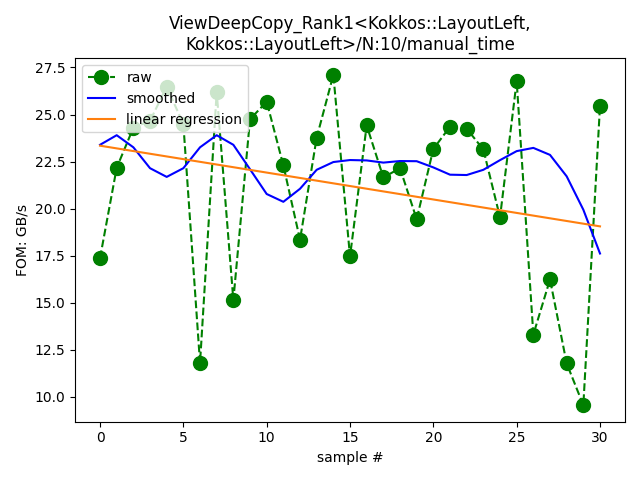 ViewDeepCopy_Rank1<Kokkos::LayoutLeft,
Kokkos::LayoutLeft>/N:10/manual_time
raw
smoothed
linear regression
FOM: GB/s
27.5
25.0
22.5
20.0
17.5
15.0
12.5
10.0
0
5
10
15
20
25
30
sample #